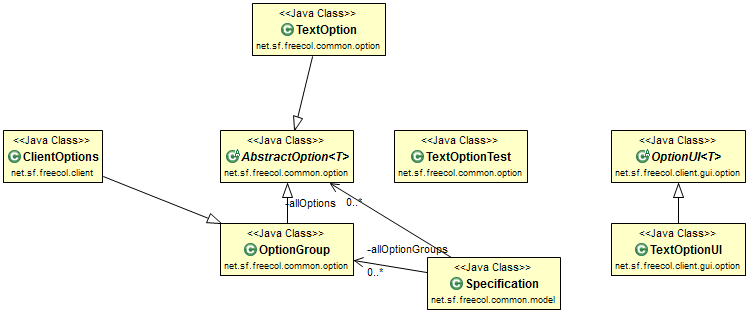 <<Java Class>>
TextOption
net.sf.freecol.common.option
<<Java Class>>
ClientOptions
net.sf.freecol.client
<<Java Class>>
AbstractOption<T>
net.sf.freecol.common.option
<<Java Class>>
TextOptionTest
net.sf.freecol.common.option
<<Java Class>>
OptionUI<T>
net.sf.freecol.client.gui.option
-allOptions
0..*
<<Java Class>>
OptionGroup
net.sf.freecol.common.option
-allOptionGroups
0..*
<<Java Class>>
Specification
net.sf.freecol.common.model
<<Java Class>>
TextOptionUI
net.sf.freecol.client.gui.option